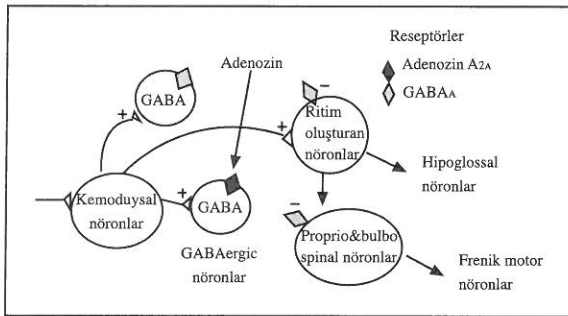 Reseptörler
Adenozin A2A
GABAA
Adenozin
GABA
+
−
Ritim
oluşturan
nöronlar
+
Hipoglossal
nöronlar
Kemoduysal
nöronlar
+
GABA
GABAergic
nöronlar
−
Proprio&bulbo
spinal nöronlar
Frenik motor
nöronlar